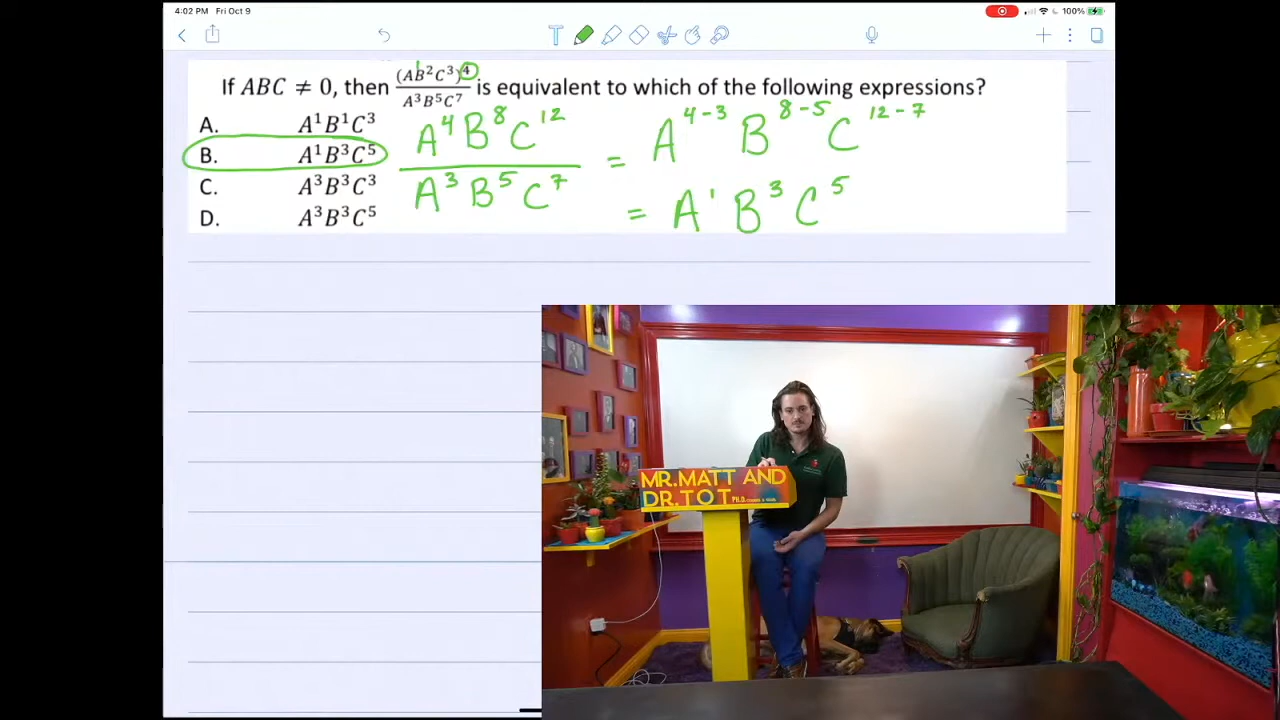 4:02 PM Fri Oct 9
100%
If ABC ≠ 0, then (AB²C³)⁴ / A³B⁵C⁷ is equivalent to which of the following expressions?
1
A. A¹B¹C³
B. A¹B³C⁵
C. A³B³C³
D. A³B³C⁵
A⁴B⁸C¹² / A³B⁵C⁷ = A⁴⁻³ B⁸⁻⁵ C¹²⁻⁷
= A¹B³C⁵
MR.MATT AND
DR.TOT PH.D.